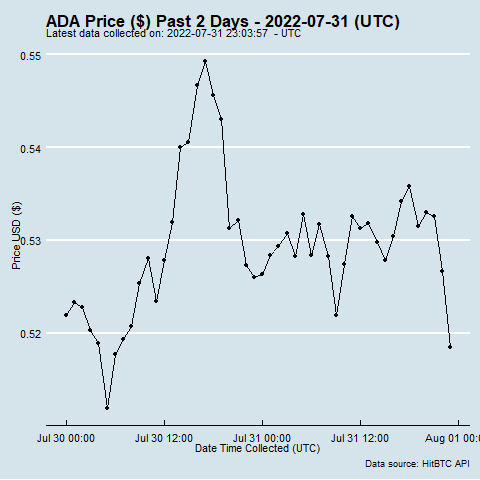 ADA Price ($) Past 2 Days - 2022-07-31 (UTC)
Latest data collected on: 2022-07-31 23:03:57  - UTC
0.55
0.54
0.53
0.52
Price USD ($)
Jul 30 00:00 Jul 30 12:00 Jul 31 00:00 Jul 31 12:00 Aug 01 00:0
Date Time Collected (UTC)
Data source: HitBTC API